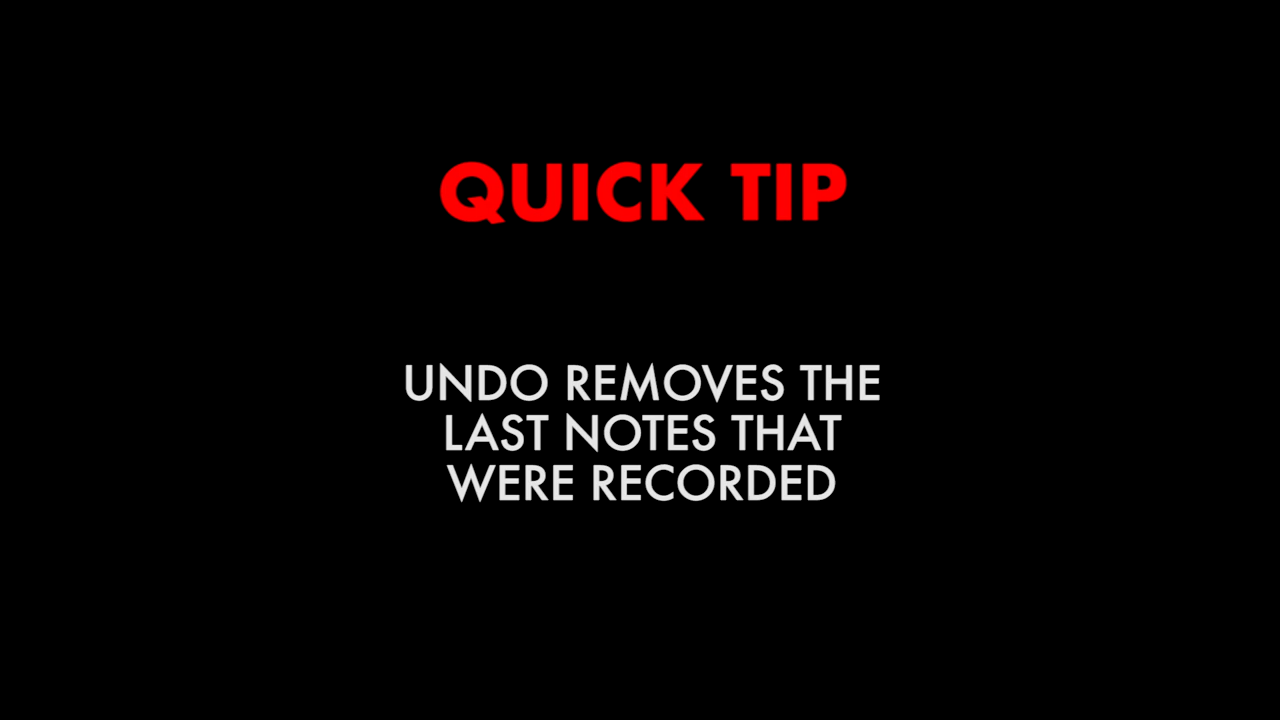 QUICK TIP
UNDO REMOVES THE
LAST NOTES THAT
WERE RECORDED